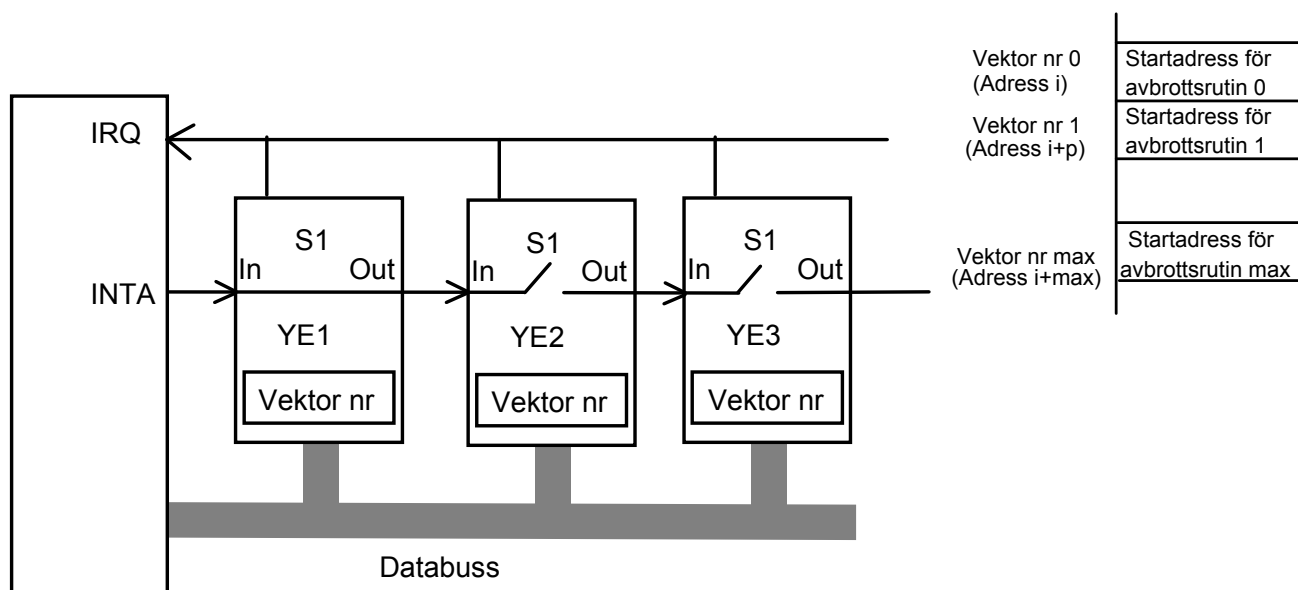 IRQ
INTA
S1
In
Out
YE1
Vektor nr
S1
In
Out
YE2
Vektor nr
S1
In
Out
YE3
Vektor nr
Databuss
Vektor nr 0
(Adress i)
Startadress för
avbrottsrutin 0
Vektor nr 1
(Adress i+p)
Startadress för
avbrottsrutin 1
Vektor nr max
(Adress i+max)
Startadress för
avbrottsrutin max